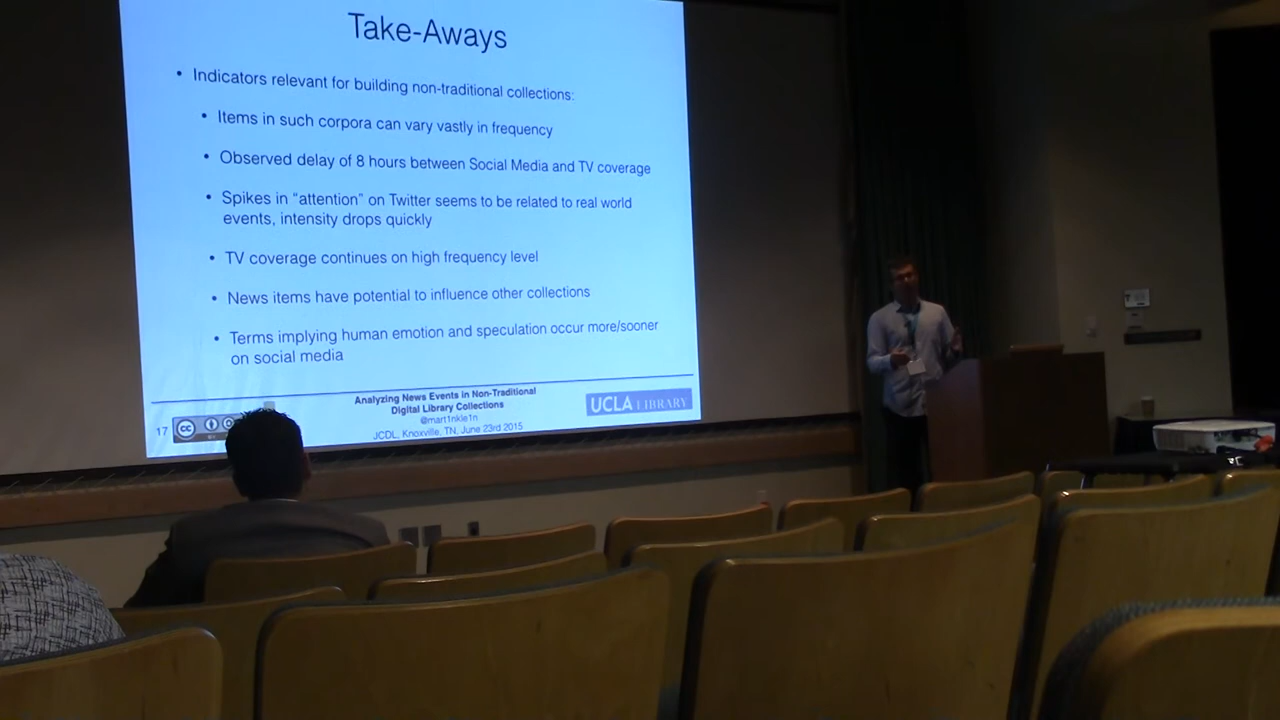 Take-Aways
• Indicators relevant for building non-traditional collections:
• Items in such corpora can vary vastly in frequency
• Observed delay of 8 hours between Social Media and TV coverage
• Spikes in “attention” on Twitter seems to be related to real world
events, intensity drops quickly
• TV coverage continues on high frequency level
• News items have potential to influence other collections
• Terms implying human emotion and speculation occur more/sooner
on social media
17
cc
Analyzing News Events in Non-Traditional
Digital Library Collections
@mart1nkle1n
JCDL, Knoxville, TN, June 23rd 2015
UCLA LIBRARY